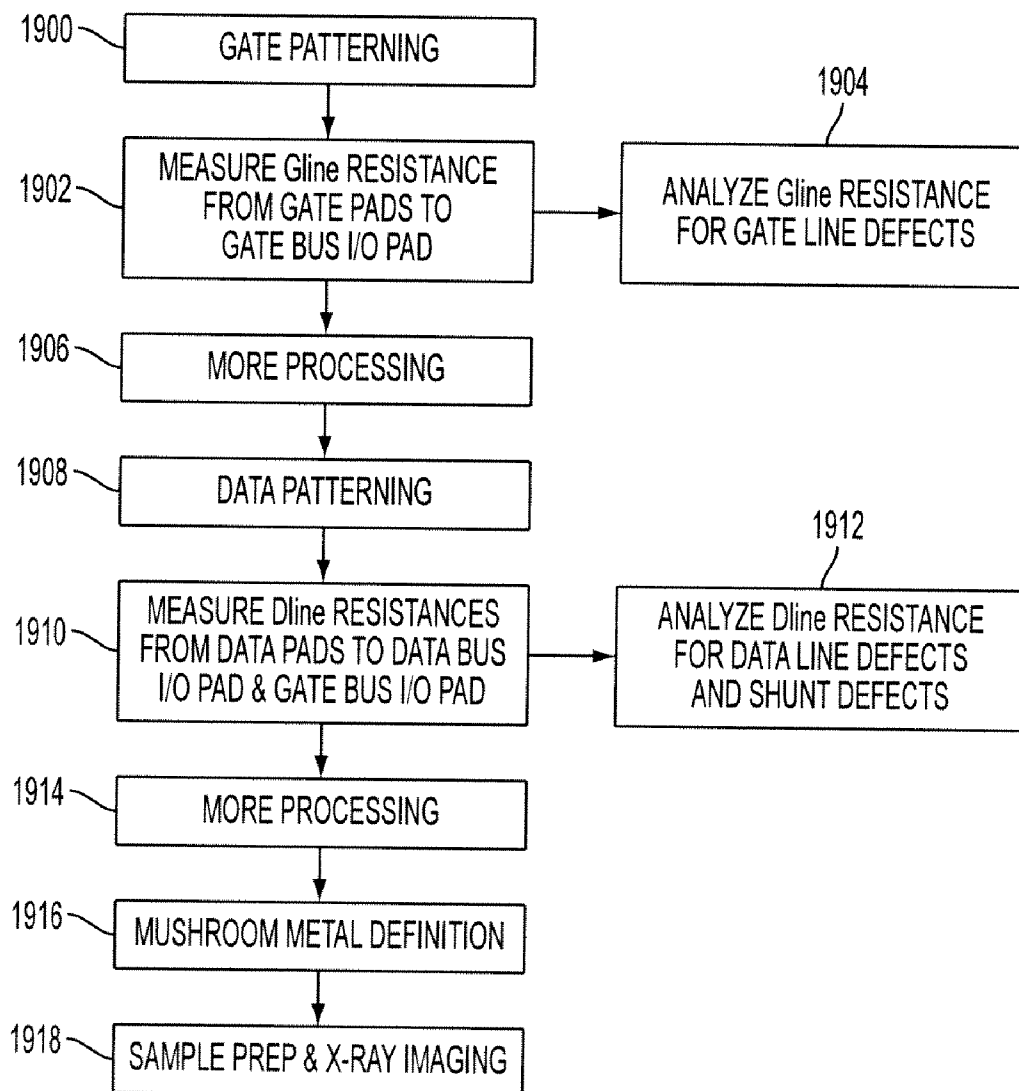 1900
GATE PATTERNING
1902
MEASURE Gline RESISTANCE
FROM GATE PADS TO
GATE BUS I/O PAD
1904
ANALYZE Gline RESISTANCE
FOR GATE LINE DEFECTS
1906
MORE PROCESSING
1908
DATA PATTERNING
1910
MEASURE Dline RESISTANCES
FROM DATA PADS TO DATA BUS
I/O PAD & GATE BUS I/O PAD
1912
ANALYZE Dline RESISTANCE
FOR DATA LINE DEFECTS
AND SHUNT DEFECTS
1914
MORE PROCESSING
1916
MUSHROOM METAL DEFINITION
1918
SAMPLE PREP & X-RAY IMAGING